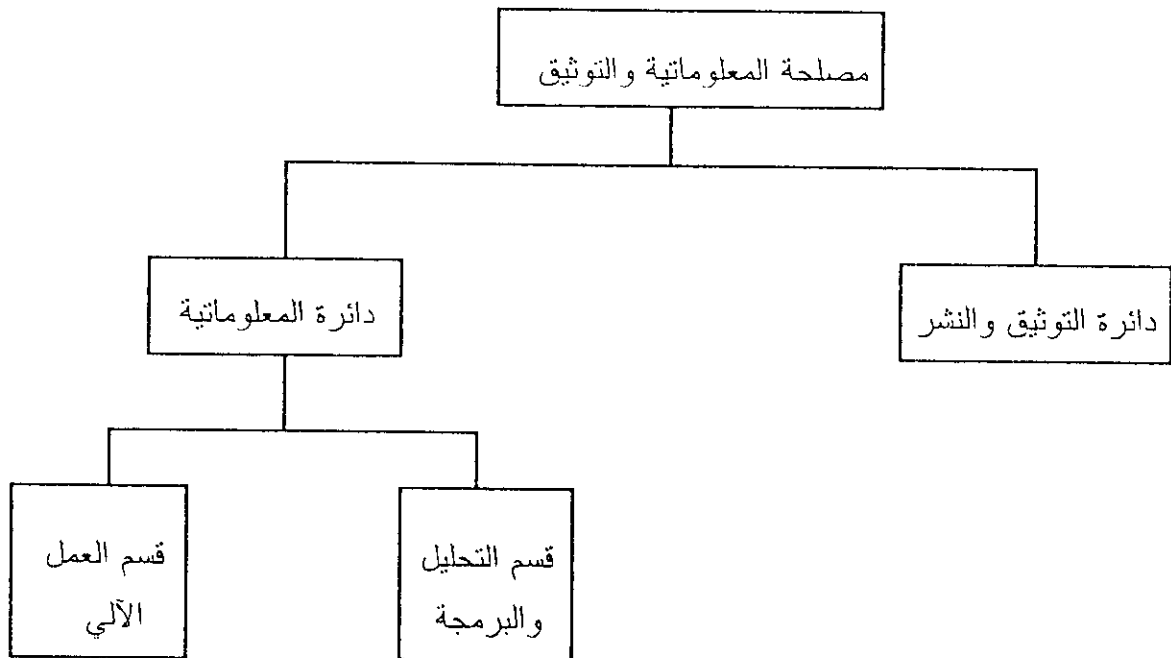 مصلحة المعلوماتية والتوثيق
دائرة التوثيق والنشر
دائرة المعلوماتية
قسم التحليل
والبرمجة
قسم العمل
الآلي